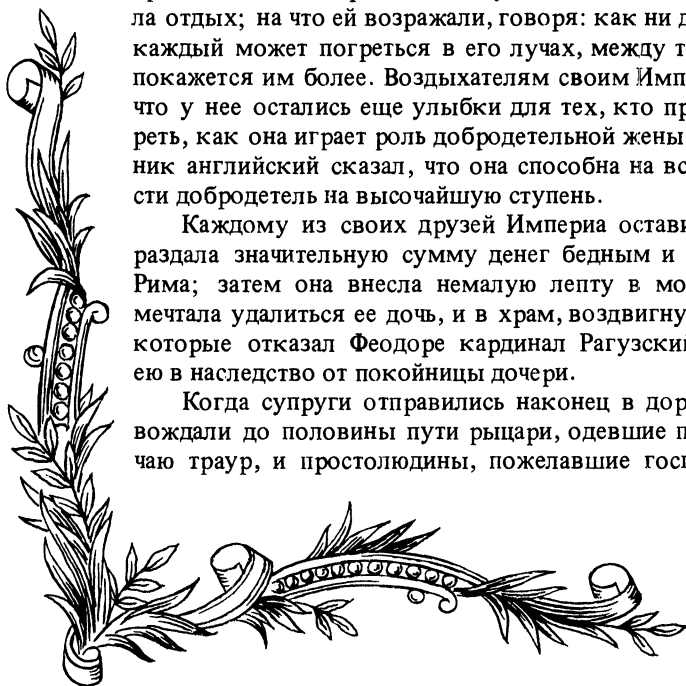 ла отдых; на что ей возражали, говоря: как ни д
каждый может погреться в его лучах, между т
покажется им более. Воздыхателям своим Имп
что у нее остались еще улыбки для тех, кто пр
реть, как она играет роль добродетельной жены
ник английский сказал, что она способна на вс
сти добродетель на высочайшую ступень.
Каждому из своих друзей Империа остави
раздала значительную сумму денег бедным и
Рима; затем она внесла немалую лепту в мо
мечтала удалиться ее дочь, и в храм, воздвигну
которые отказал Феодоре кардинал Рагузский
ею в наследство от покойницы дочери.
Когда супруги отправились наконец в дор
вождали до половины пути рыцари, одевшие п
чаю траур, и простолюдины, пожелавшие госп